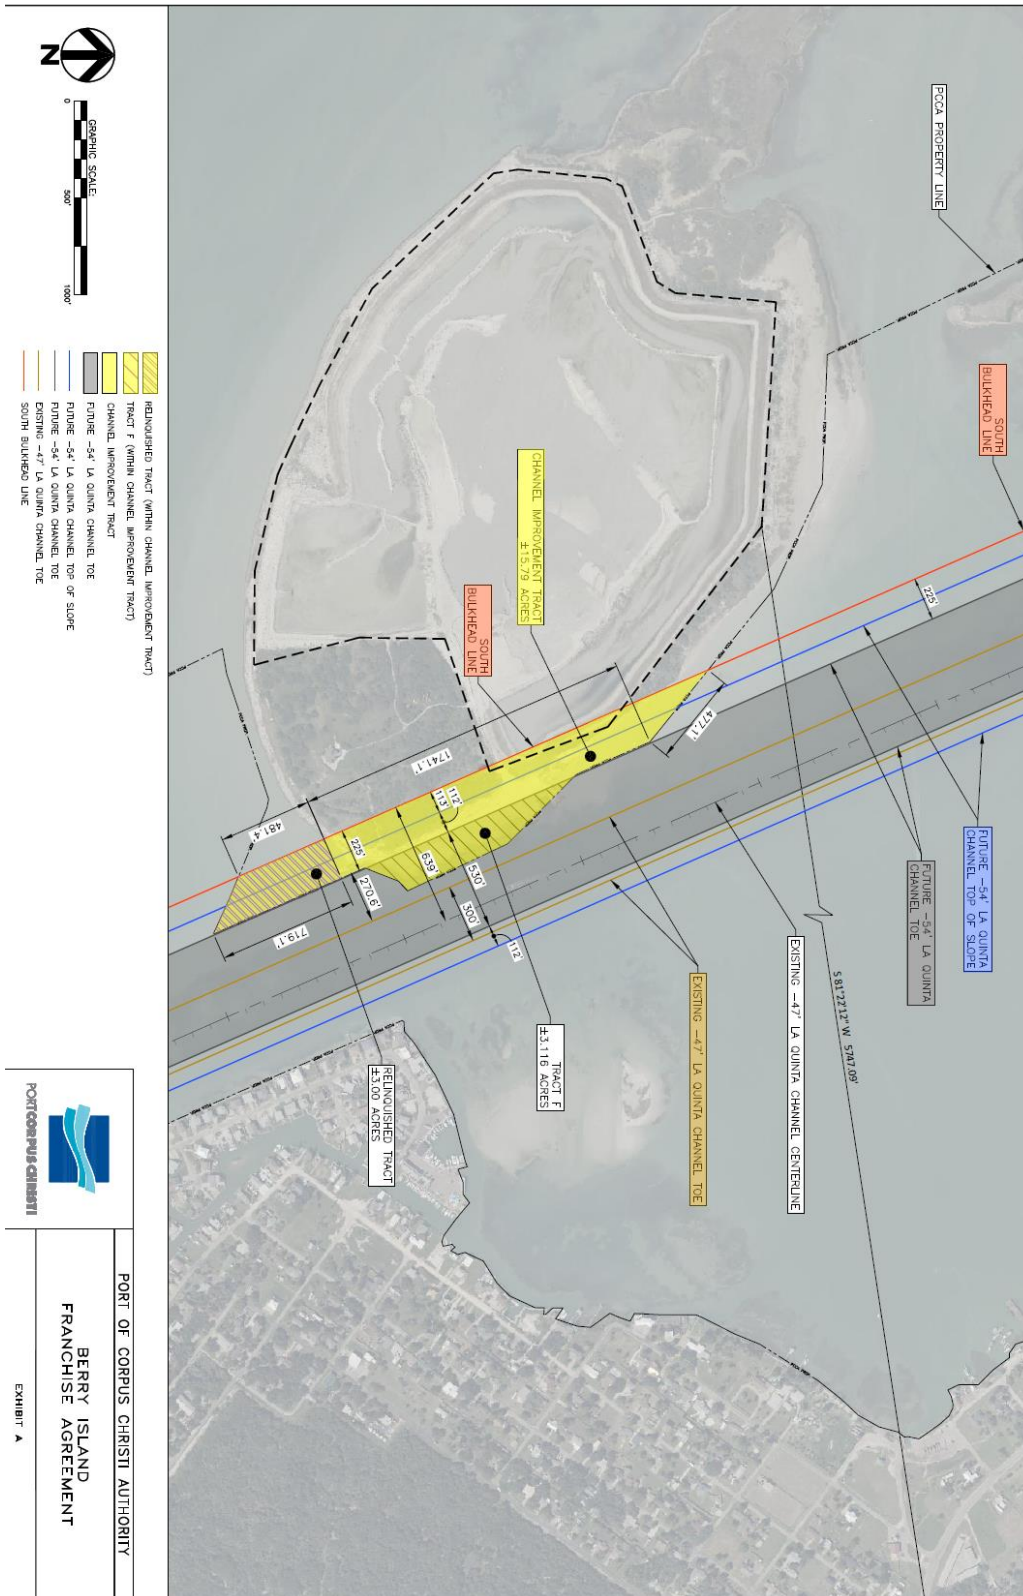 N
GRAPHIC SCALE:
0
500'
1000'
RELINQUISHED TRACT (WITHIN CHANNEL IMPROVEMENT TRACT)
TRACT F (WITHIN CHANNEL IMPROVEMENT TRACT)
CHANNEL IMPROVEMENT TRACT
FUTURE -54' LA QUINTA CHANNEL TOE
FUTURE -54' LA QUINTA CHANNEL TOP OF SLOPE
FUTURE -54' LA QUINTA CHANNEL TOE
EXISTING -47' LA QUINTA CHANNEL TOE
SOUTH BULKHEAD LINE
PCCA PROPERTY LINE
SOUTH
BULKHEAD LINE
CHANNEL IMPROVEMENT TRACT
±15.79 ACRES
SOUTH
BULKHEAD LINE
225'
477.1'
1741.1'
481.4'
112'
113'
225'
639'
530'
270.6'
300'
112'
719.1'
FUTURE -54' LA QUINTA
CHANNEL TOP OF SLOPE
FUTURE -54' LA QUINTA
CHANNEL TOE
EXISTING -47' LA QUINTA CHANNEL CENTERLINE
S 81°22'12" W 5747.09'
EXISTING -47' LA QUINTA CHANNEL TOE
TRACT F
±3.116 ACRES
RELINQUISHED TRACT
±3.00 ACRES
PORT CORPUS CHRISTI
PORT OF CORPUS CHRISTI AUTHORITY
BERRY ISLAND
FRANCHISE AGREEMENT
EXHIBIT A